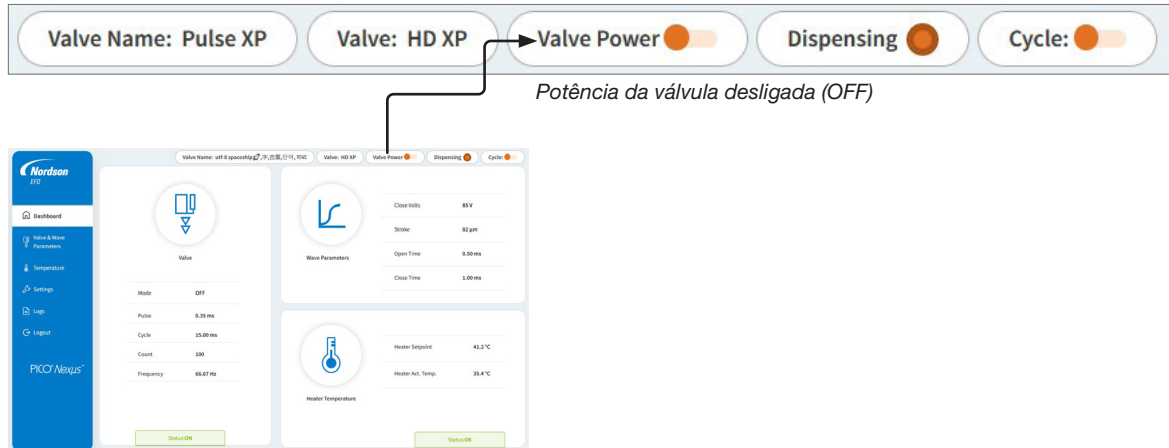 Valve Name: Pulse XP
Valve: HD XP
Valve Power
Dispensing
Cycle:
Potência da válvula desligada (OFF)
Valve Name: utf-8 spaceship
Valve: HD XP
Valve Power
Dispensing
Cycle:
Nordson
EFD
Dashboard
Valve & Wave
Parameters
Temperature
Settings
Logs
Logout
PICO Nexμs
Valve
Mode OFF
Pulse 0.35 ms
Cycle 15.00 ms
Count 100
Frequency 66.67 Hz
Status:ON
Wave Parameters
Close Volts 85 V
Stroke 82 µm
Open Time 0.50 ms
Close Time 1.00 ms
Heater Temperature
Heater Setpoint 41.2 °C
Heater Act. Temp. 35.4 °C
Status:OK